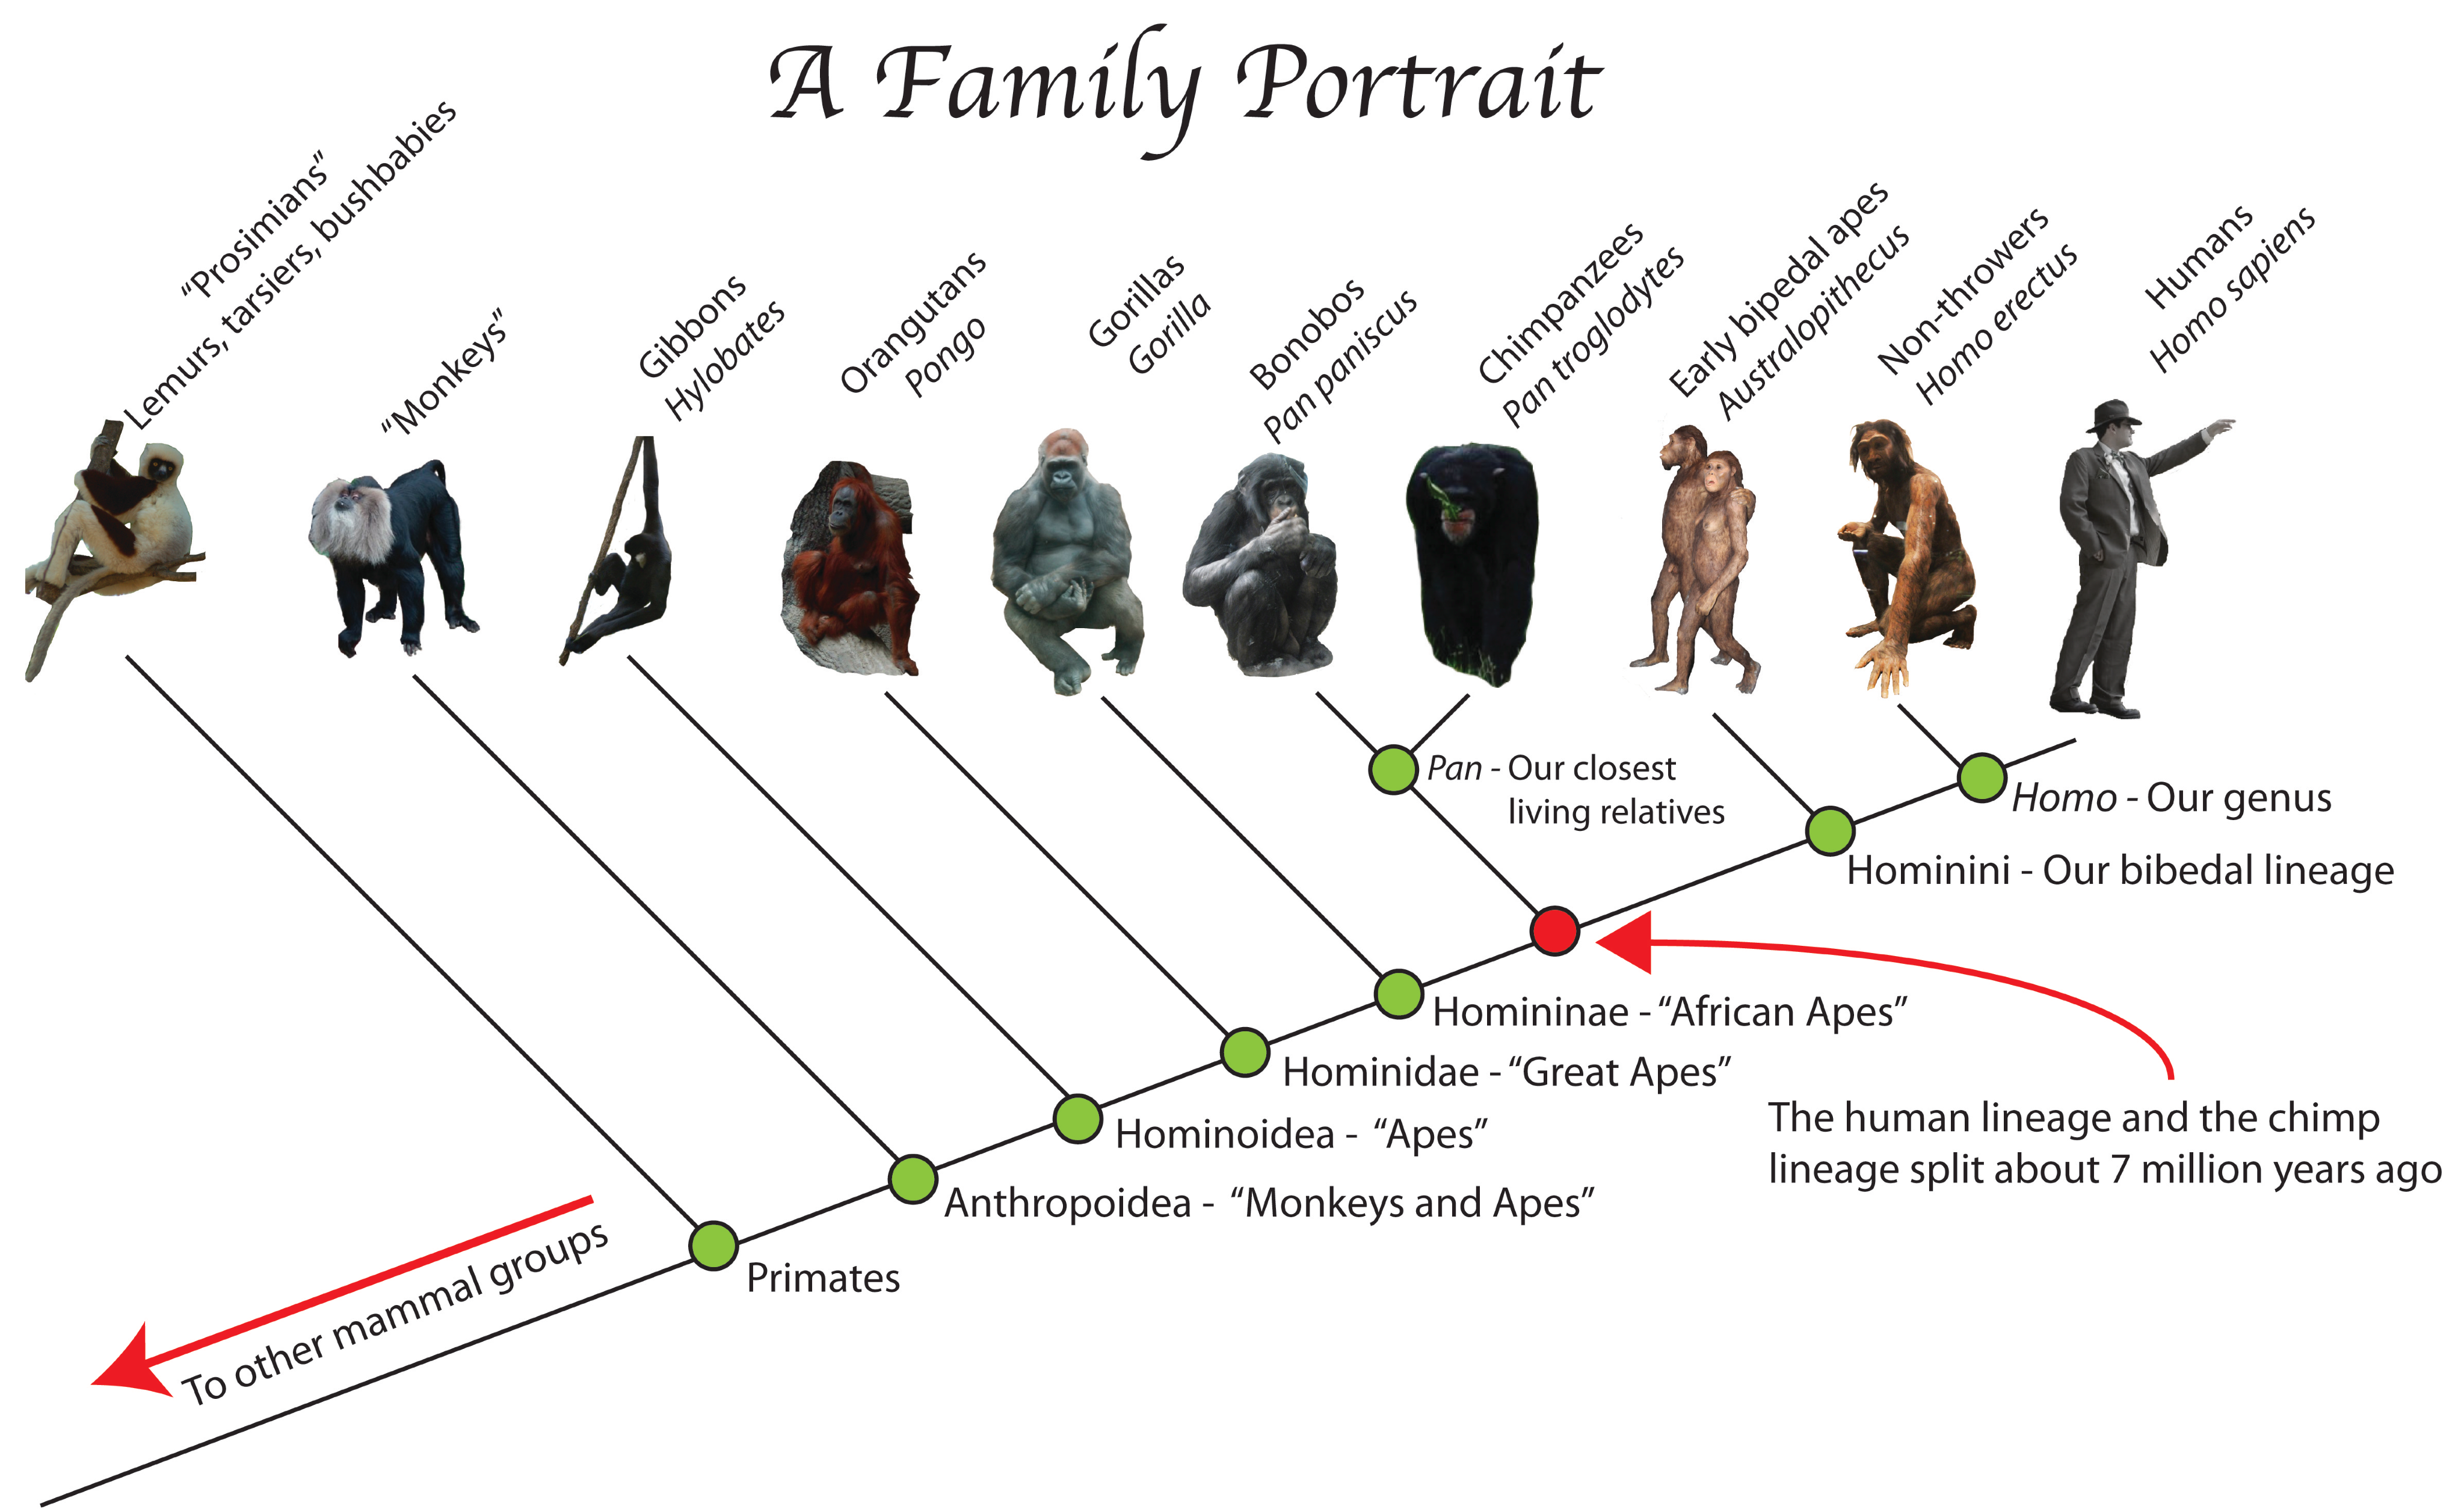 A Family Portrait
“Prosimians”
Lemurs, tarsiers, bushbabies
“Monkeys”
Gibbons
Hylobates
Orangutans
Pongo
Gorillas
Gorilla
Bonobos
Pan paniscus
Chimpanzees
Pan troglodytes
Early bipedal apes
Australopithecus
Non-throwers
Homo erectus
Humans
Homo sapiens
Pan - Our closest
living relatives
Homo - Our genus
Hominini - Our bibedal lineage
Homininae - “African Apes”
Hominidae - “Great Apes”
Hominoidea - “Apes”
Anthropoidea - “Monkeys and Apes”
Primates
The human lineage and the chimp
lineage split about 7 million years ago
To other mammal groups